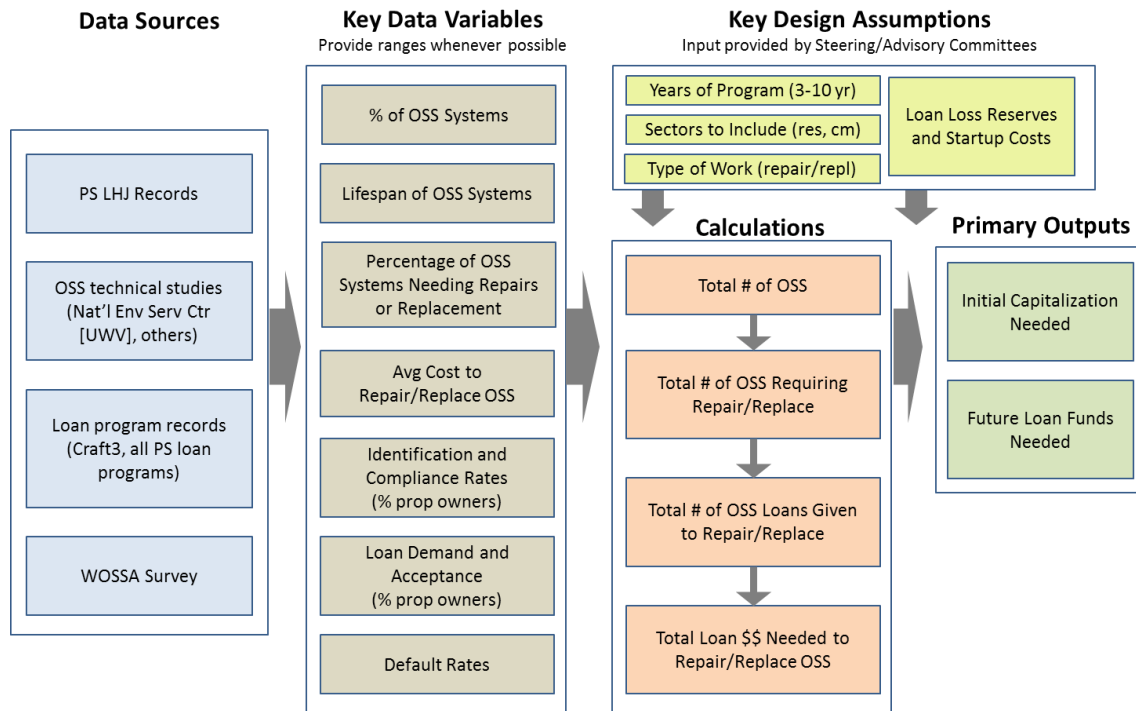 Data Sources
PS LHJ Records
OSS technical studies
(Nat'l Env Serv Ctr
[UWV], others)
Loan program records
(Craft3, all PS loan
programs)
WOSSA Survey
Key Data Variables
Provide ranges whenever possible
% of OSS Systems
Lifespan of OSS Systems
Percentage of OSS
Systems Needing Repairs
or Replacement
Avg Cost to
Repair/Replace OSS
Identification and
Compliance Rates
(% prop owners)
Loan Demand and
Acceptance
(% prop owners)
Default Rates
Key Design Assumptions
Input provided by Steering/Advisory Committees
Years of Program (3-10 yr)
Sectors to Include (res, cm)
Type of Work (repair/repl)
Loan Loss Reserves
and Startup Costs
Calculations
Total # of OSS
Total # of OSS Requiring
Repair/Replace
Total # of OSS Loans Given
to Repair/Replace
Total Loan $$ Needed to
Repair/Replace OSS
Primary Outputs
Initial Capitalization
Needed
Future Loan Funds
Needed